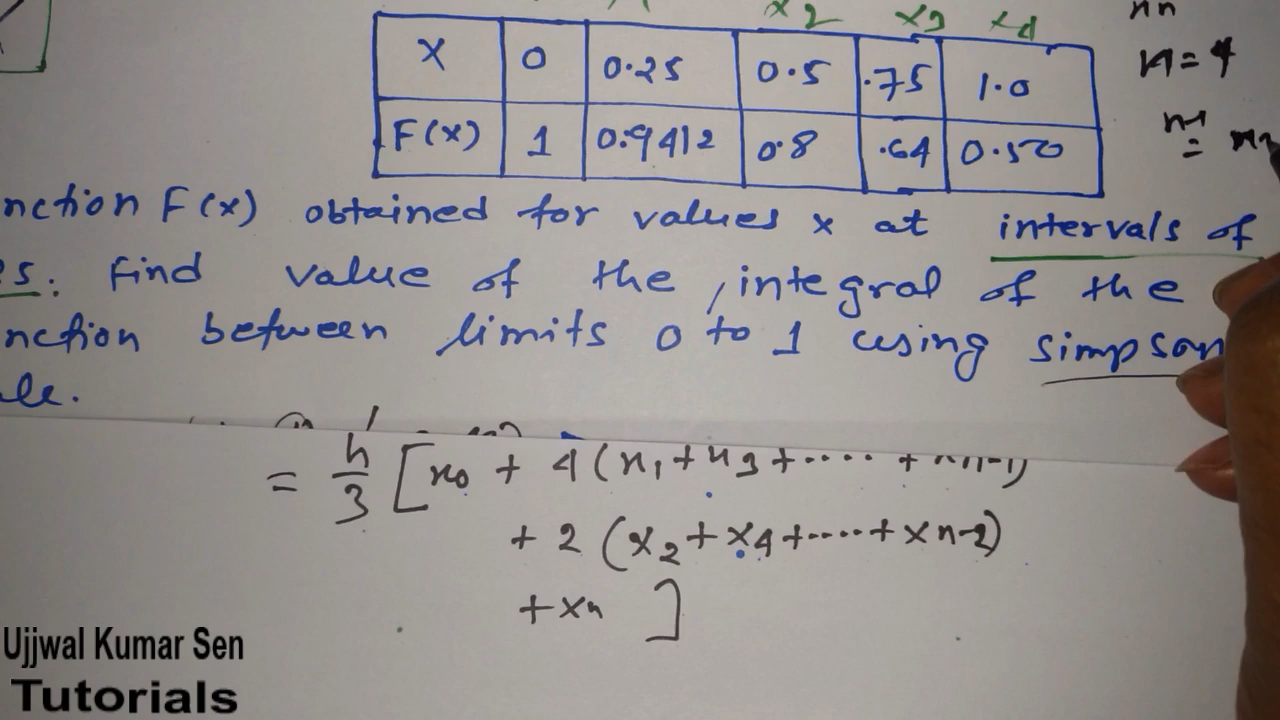 x2 x3 x4
x 0 0.25 0.5 .75 1.0
n=4
F(x) 1 0.9412 0.8 .64 0.50
nction F(x) obtained for values x at intervals of
es. Find value of the integral of the
nction between limits 0 to 1 using simpson
le.
= h/3 [x0 + 4(x1+x3+....+xn-1)
+ 2 (x2+x4+....+xn-2)
+xn ]
Ujjwal Kumar Sen
Tutorials